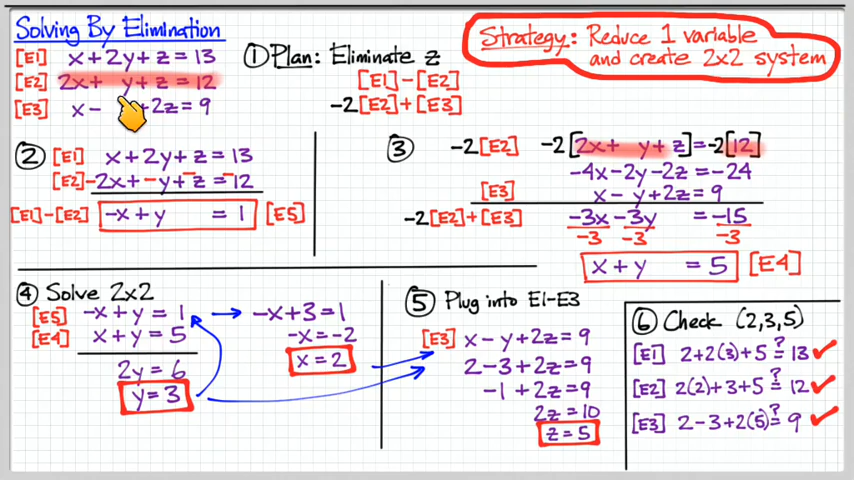 Solving By Elimination
[E1] x+2y+z=13
[E2] 2x+ y+z=12
[E3] x- +2z=9
① Plan: Eliminate z
[E1]-[E2]
-2[E2]+[E3]
Strategy: Reduce 1 variable
and create 2x2 system
② [E1] x+2y+z=13
[E2] -2x+ -y+ -z = -12
[E1]-[E2] -x+y = 1 [E5]
③ -2[E2] -2[2x+ y+z]=-2[12]
-4x-2y-2z=-24
[E3] x-y+2z=9
-2[E2]+[E3] -3x-3y =-15
-3 -3 -3
x+y = 5 [E4]
④ Solve 2x2
[E5] -x+y=1 → -x+3=1
[E4] x+y=5 -x=-2
x=2
2y=6
y=3
⑤ Plug into E1-E3
[E3] x-y+2z=9
2-3+2z=9
-1+2z=9
2z=10
z=5
⑥ Check (2,3,5)
[E1] 2+2(3)+5 ≟ 13 ✓
[E2] 2(2)+3+5 ≟ 12 ✓
[E3] 2-3+2(5) ≟ 9 ✓